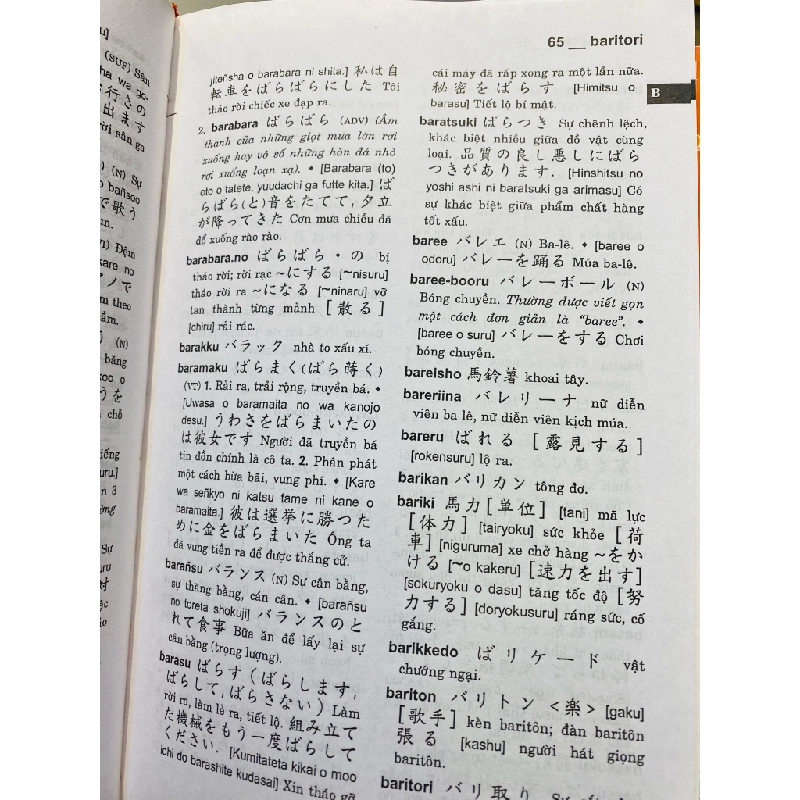 65 __ baritori
B
jiteñsha o barabara ni shita.] 私は自
転車をばらばらにした Tôi
tháo rời chiếc xe đạp ra.
2. barabara ばらばら (ADV) (Âm
thanh của những giọt mưa lớn rơi
xuống hay vô số những hòn đá nhỏ
rơi xuống loạn xạ). • [Barabara (to)
oto o tatete, yuudachi ga futte kita.] ば
らばら(と)音をたてて, 夕立
が降ってきた Cơn mưa chiều đã
đổ xuống rào rào.
barabara.no ばらばら・の bị
tháo rời; rời rạc ~にする [~nisuru]
tháo rời ra ~になる [~ninaru] vỡ
tan thành từng mảnh [散る]
[chiru] rải rác.
barakku バラック nhà to xấu xí.
baramaku ばらまく(ばら蒔く)
(VT) 1. Rải ra, trải rộng, truyền bá. •
[Uwasa o baramaita no wa kanojo
desu.] うわさをばらまいたの
は彼女です Người đã truyền bá
tin đồn chính là cô ta. 2. Phân phát
một cách hừa bãi, vung phí. • [Kare
wa señkyo ni katsu tame ni kane o
baramaita.] 彼は選挙に勝つた
めに金をばらまいた Ông ta
đã vung tiền ra để được thắng cử.
barañsu バランス (N) Sự cân bằng,
sự thăng bằng, cán cân. • [barañsu
no toreta shokuji] バランスのと
れて食事 Bữa ăn để lấy lại sự
cân bằng (trọng lượng).
barasu ばらす(ばらします,
ばらして, ばらさない) Làm
rời ra, làm lẻ ra, tiết lộ. 組み立て
た機械をもう一度ばらして
ください. [Kumitateta kikai o moo
ichi do barashite kudasai] Xin tháo gỡ
cái máy đã ráp xong ra một lần nữa.
秘密をばらす [Himitsu o
barasu] Tiết lộ bí mật.
baratsuki ばらつき Sự chênh lệch,
khác biệt nhiều giữa đồ vật cùng
loại. 品質の良し悪しにばら
つきがあります. [Hinshitsu no
yoshi ashi ni baratsuki ga arimasu] Có
sự khác biệt giữa phẩm chất hàng
tốt xấu.
baree バレエ (N) Ba-lê. • [baree o
odoru] バレーを踊る Múa ba-lê.
baree-booru バレーボール (N)
Bóng chuyền. Thường được viết gọn
một cách đơn giản là "baree". •
[baree o suru] バレーをする Chơi
bóng chuyền.
bareisho 馬鈴薯 khoai tây.
bareriina バレリーナ nữ diễn
viên ba lê, nữ diễn viên kịch múa.
bareru ばれる [露見する]
[rokensuru] lộ ra.
barikan バリカン tông đơ.
bariki 馬力[単位] [tani] mã lực
[体力] [tairyoku] sức khỏe [荷
車] [niguruma] xe chở hàng ~をか
ける [~o kakeru] [速力を出す]
[sokuryoku o dasu] tăng tốc độ [努
力する] [doryokusuru] ráng sức, cố
gắng.
barikkedo ばリケード vật
chướng ngại.
bariton バリトン <楽> [gaku]
[歌手] kèn baritôn; đàn baritôn
張る [kashu] người hát giọng
baritôn.
baritori バリ取り